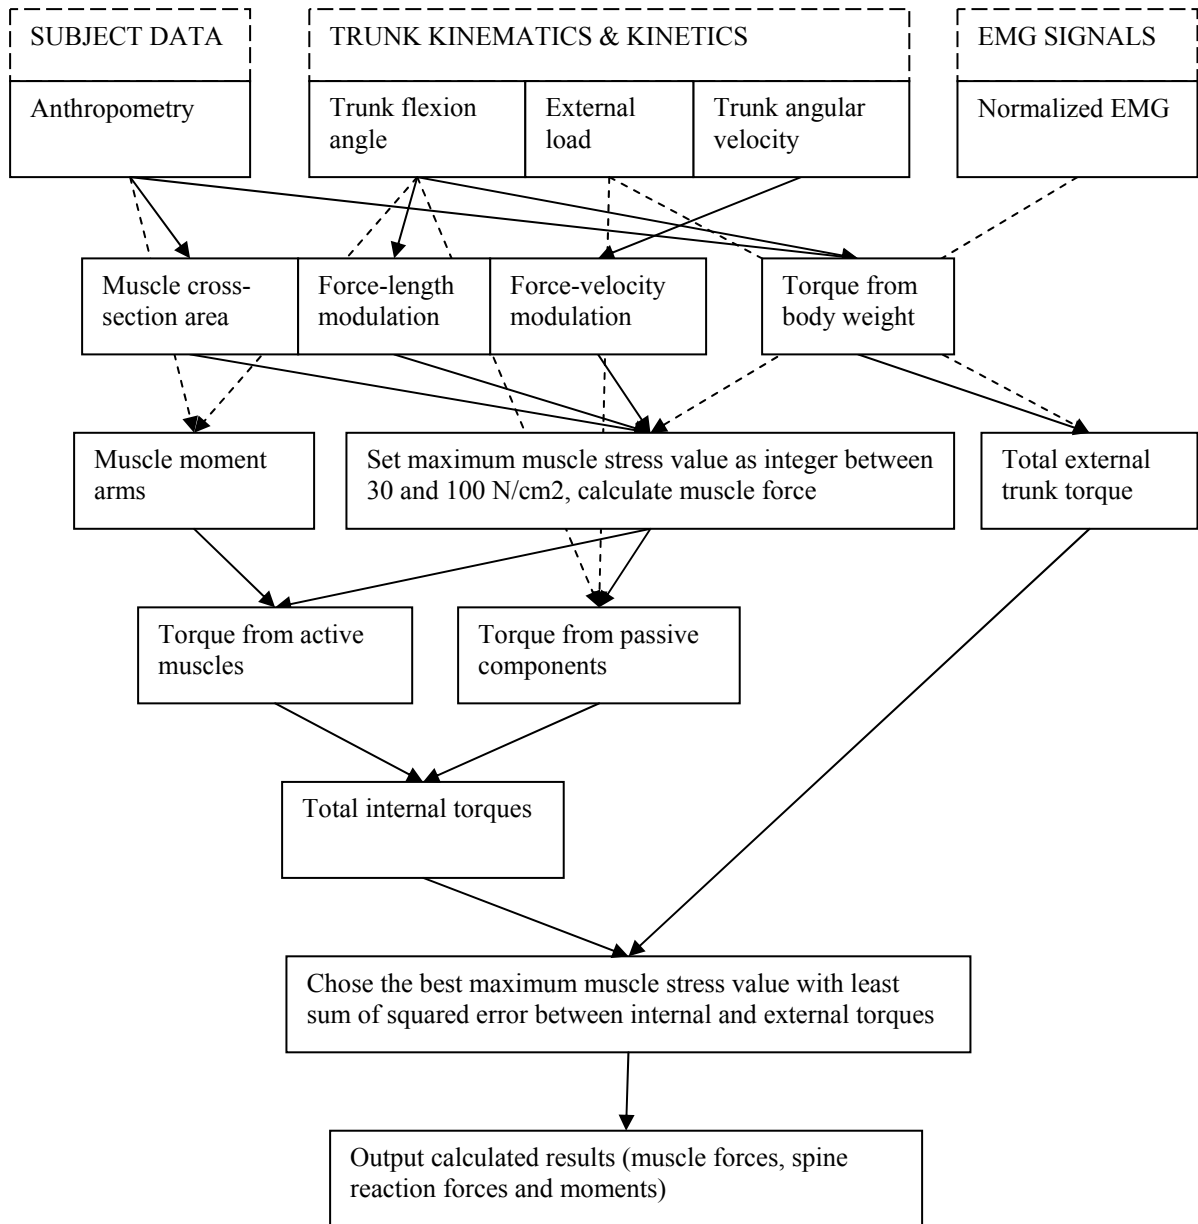 SUBJECT DATA
TRUNK KINEMATICS & KINETICS
EMG SIGNALS
Anthropometry
Trunk flexion
angle
External
load
Trunk angular
velocity
Normalized EMG
Muscle cross-
section area
Force-length
modulation
Force-velocity
modulation
Torque from
body weight
Muscle moment
arms
Set maximum muscle stress value as integer between
30 and 100 N/cm2, calculate muscle force
Total external
trunk torque
Torque from active
muscles
Torque from passive
components
Total internal torques
Chose the best maximum muscle stress value with least
sum of squared error between internal and external torques
Output calculated results (muscle forces, spine
reaction forces and moments)